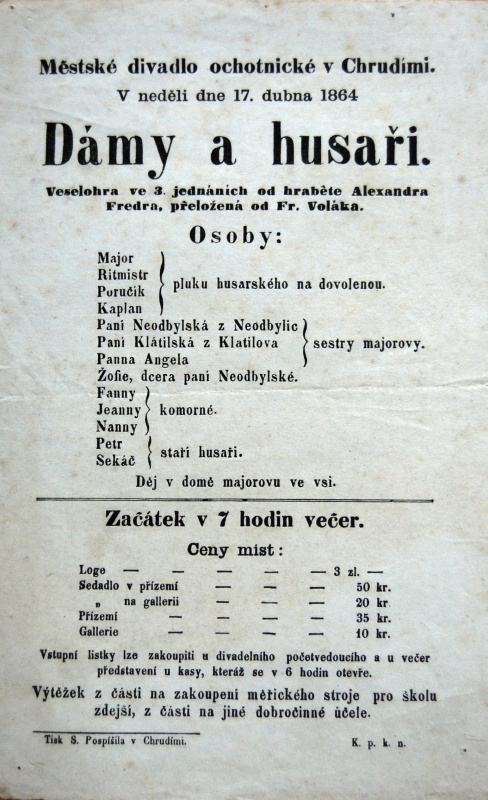 Městské divadlo ochotnické v Chrudími.
V neděli dne 17. dubna 1864
Dámy a husaři.
Veselohra ve 3. jednáních od hraběte Alexandra
Fredra, přeložená od Fr. Voláka.
Osoby:
Major
Ritmistr
Poručík
Kaplan
pluku husarského na dovolenou.
Paní Neodbylská z Neodbylic
Paní Klátilská z Klatilova
Panna Angela
sestry majorovy.
Žofie, dcera paní Neodbylské.
Fanny
Jeanny
Nanny
komorné.
Petr
Sekáč
staří husaři.
Děj v domě majorovu ve vsi.
Začátek v 7 hodin večer.
Ceny míst:
Loge — — — — — 3 zl. —
Sedadlo v přízemí — — — 50 kr.
„ na gallerii — — — 20 kr
Přízemí — — — — 35 kr.
Gallerie — — — — 10 kr.
Vstupní lístky lze zakoupiti u divadelního početvedoucího a u večer
představení u kasy, kteráž se v 6 hodin otevře.
Výtěžek z části na zakoupení měřického stroje pro školu
zdejší, z části na jiné dobročinné účele.
Tisk S. Pospíšila v Chrudími.
K. p. k. n.